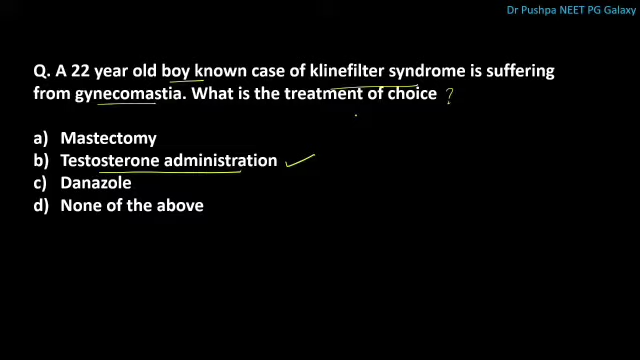 Dr Pushpa NEET PG Galaxy
Q. A 22 year old boy known case of klinefilter syndrome is suffering
from gynecomastia. What is the treatment of choice ?
a) Mastectomy
b) Testosterone administration
c) Danazole
d) None of the above